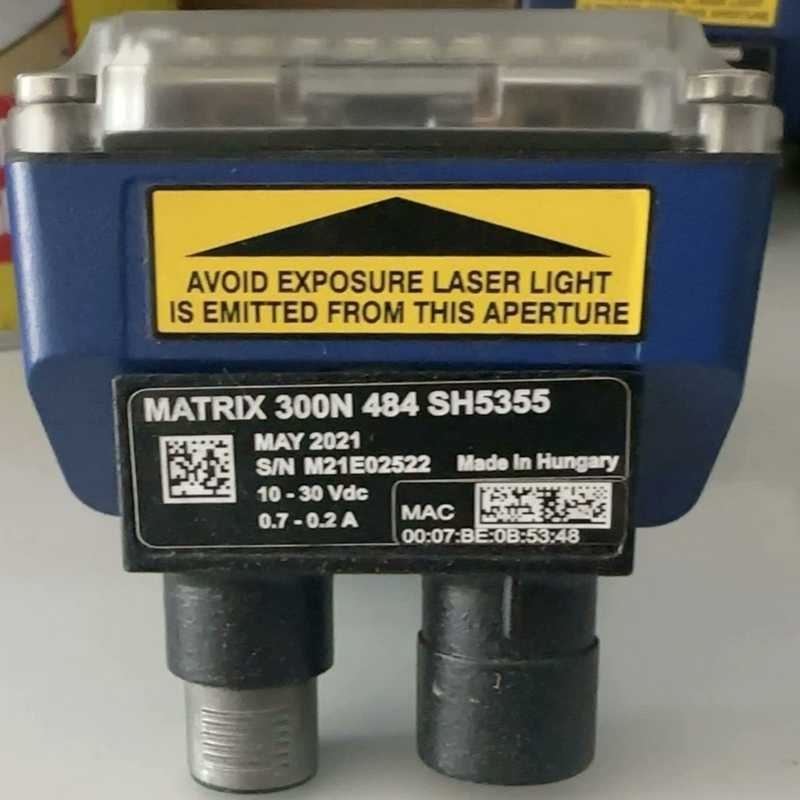 AVOID EXPOSURE LASER LIGHT
IS EMITTED FROM THIS APERTURE
MATRIX 300N 484 SH5355
MAY 2021
S/N M21E02522 Made In Hungary
10 - 30 Vdc
0.7 - 0.2 A
MAC
00:07:BE:0B:53:48